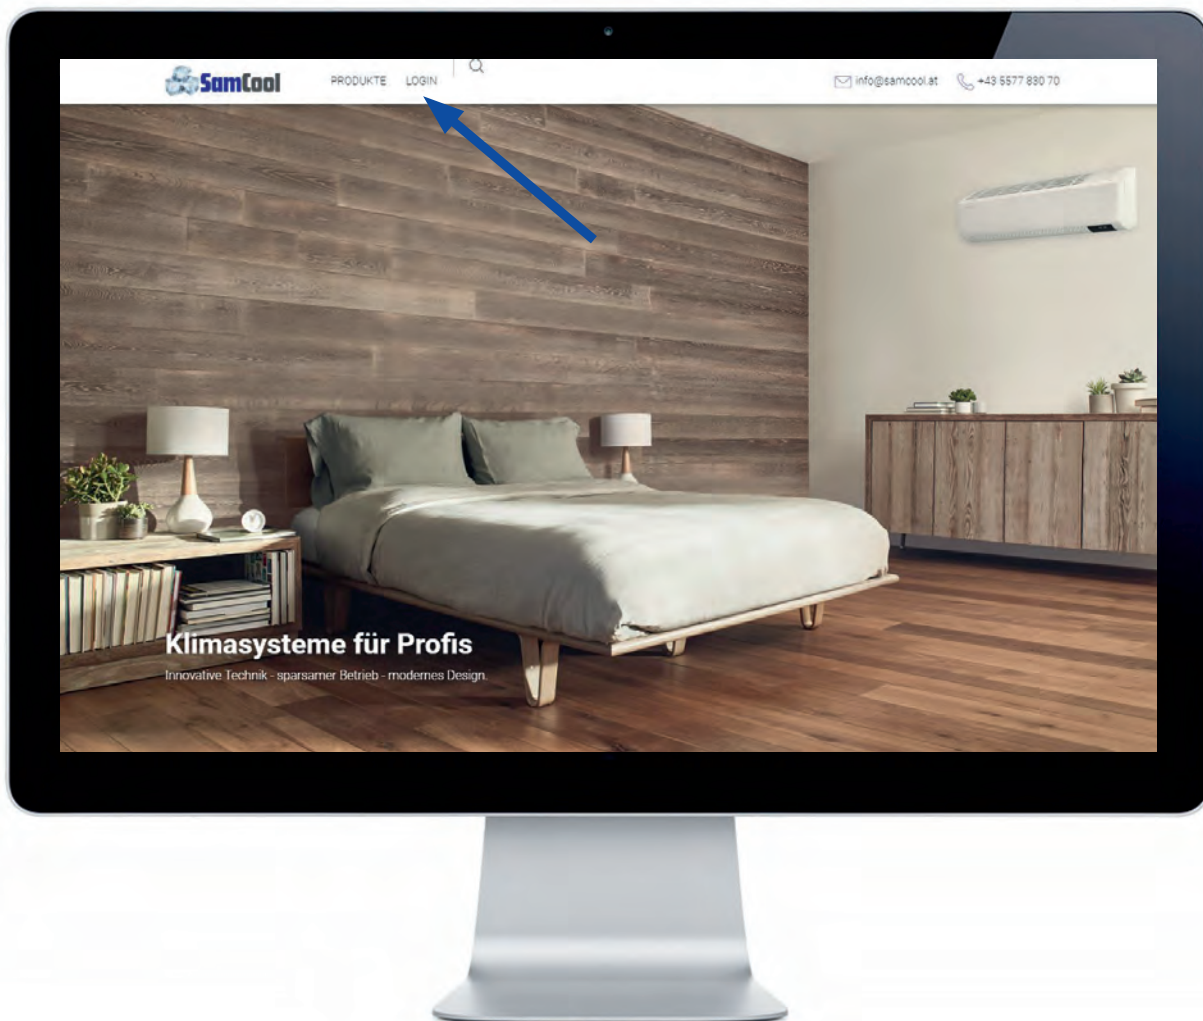 SamCool
PRODUKTE LOGIN
info@samcool.at +43 5577 830 70
Klimasysteme für Profis
Innovative Technik - sparsamer Betrieb - modernes Design.